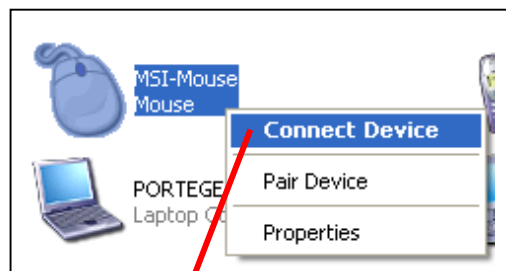 MSI-Mouse
Mouse
Connect Device
PORTEGE
Pair Device
Laptop
Properties